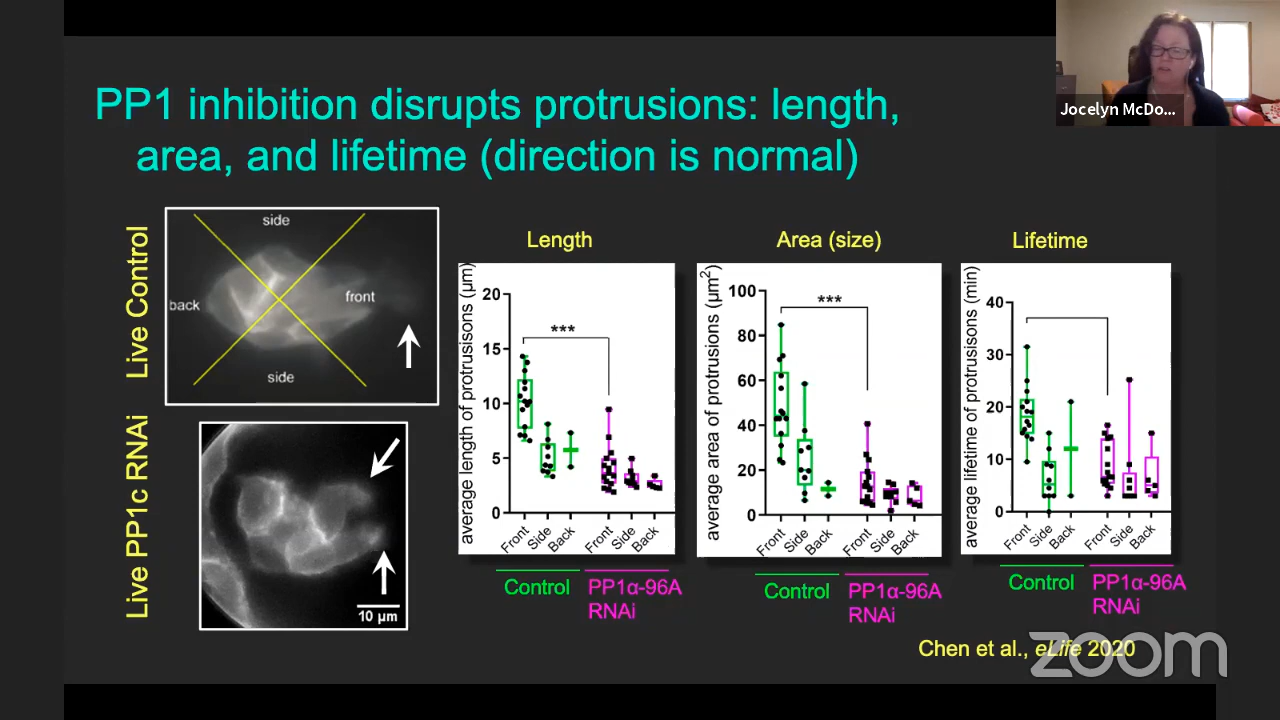 PP1 inhibition disrupts protrusions: length,
area, and lifetime (direction is normal)
Jocelyn McDo...
Live Control
side
back
front
side
Live PP1c RNAi
10 μm
Length
average length of protrusisons (μm)
20
15
10
5
0
***
Front
Side
Back
Front
Side
Back
Control
PP1α-96A
RNAi
Area (size)
average area of protrusions (μm²)
100
80
60
40
20
0
***
Front
Side
Back
Front
Side
Back
Control
PP1α-96A
RNAi
Lifetime
average lifetime of protrusions (min)
40
30
20
10
0
Front
Side
Back
Front
Side
Back
Control
PP1α-96A
RNAi
Chen et al., eLife 2020
zoom